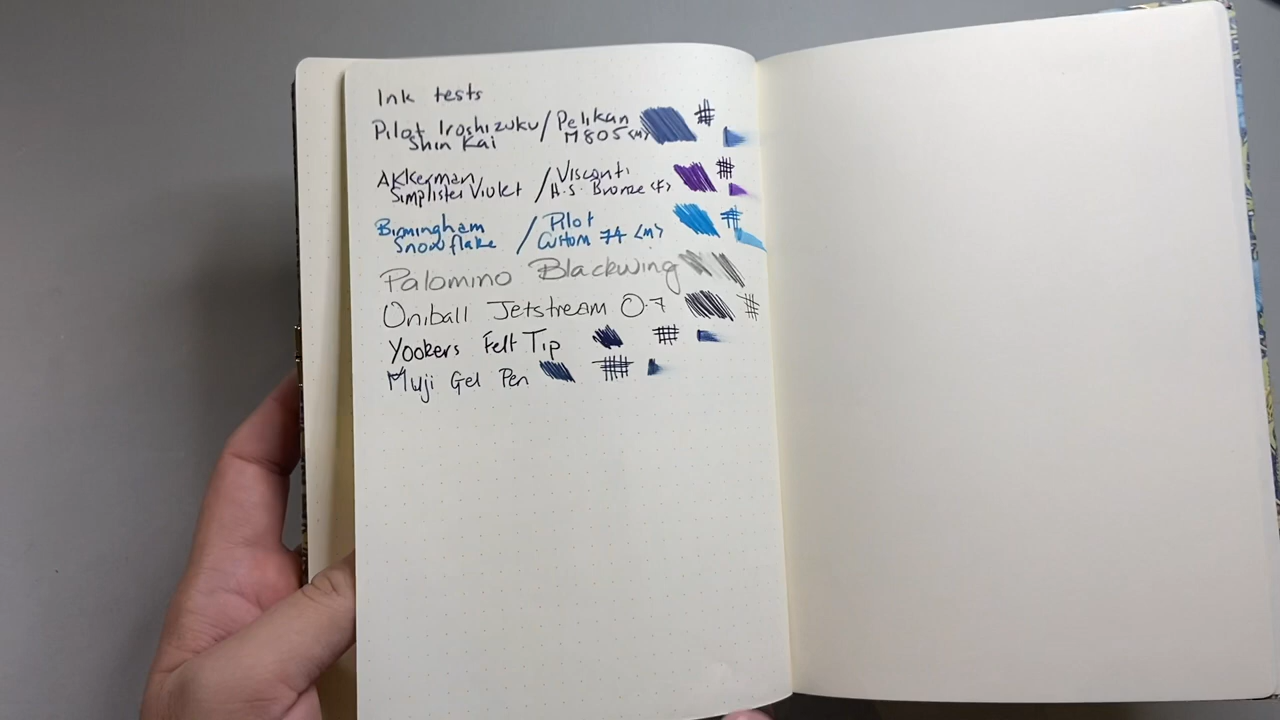 Ink tests
Pilot Iroshizuku / Pelikan
Shin Kai M805 <M>
Akkerman / Visconti
Simplistes Violet H.S. Bronze <F>
Birmingham / Pilot
Snowflake Custom 74 <M>
Palomino Blackwing
Uniball Jetstream 0.7
Yookers Felt Tip
Muji Gel Pen